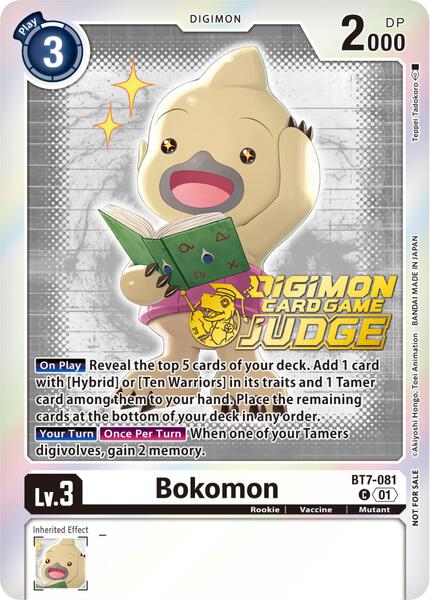 Play
3
DIGIMON
2000
DP
Teppei Tadokoro
DIGIMON
CARD GAME
JUDGE
On Play Reveal the top 5 cards of your deck. Add 1 card
with [Hybrid] or [Ten Warriors] in its traits and 1 Tamer
card among them to your hand. Place the remaining
cards at the bottom of your deck in any order.
Your Turn Once Per Turn When one of your Tamers
digivolves, gain 2 memory.
©Akiyoshi Hongo, Toei Animation BANDAI MADE IN JAPAN
NOT FOR SALE
Lv.3
Bokomon
BT7-081
C 01
Rookie | Vaccine | Mutant
Inherited Effect
–